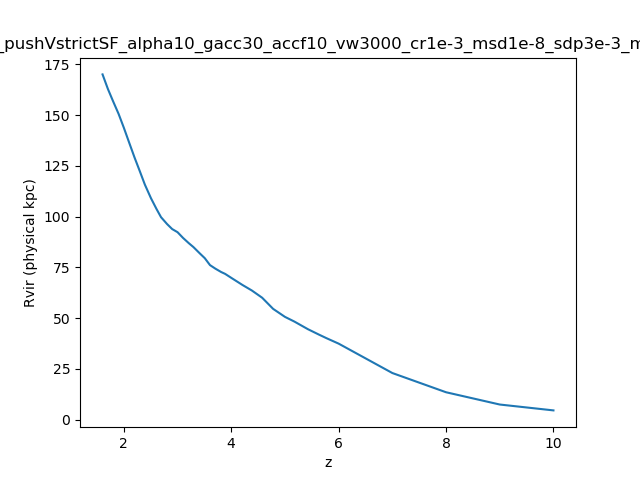 _pushVstrictSF_alpha10_gacc30_accf10_vw3000_cr1e-3_msd1e-8_sdp3e-3_m
175
150
125
100
75
50
25
0
Rvir (physical kpc)
2 4 6 8 10
z